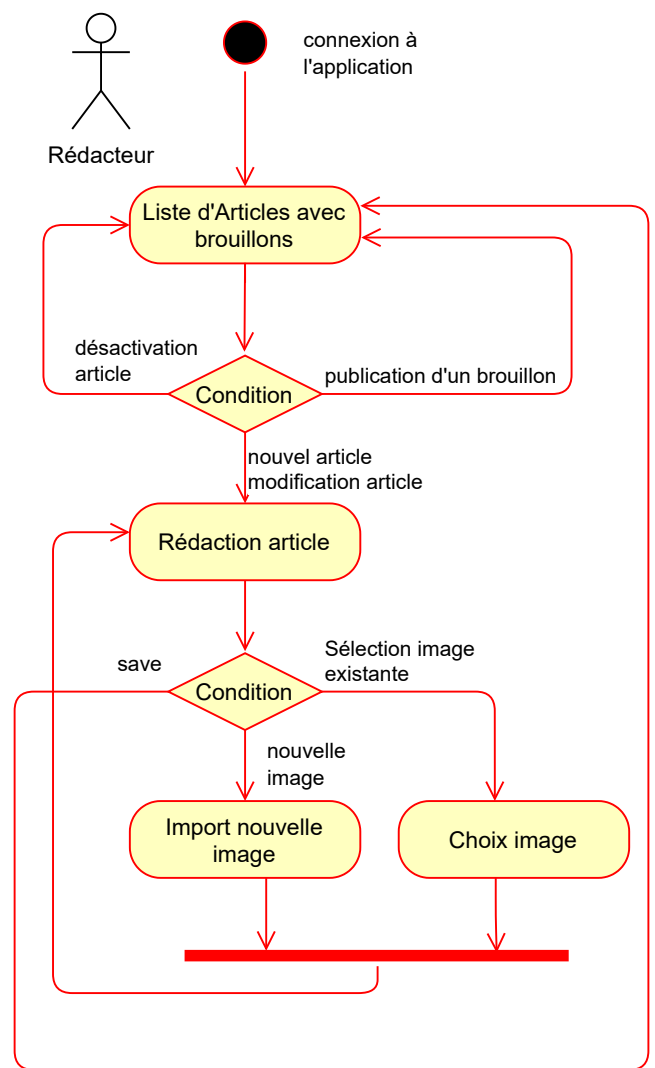 connexion à
l'application
Rédacteur
Liste d'Articles avec
brouillons
désactivation
article
Condition
publication d'un brouillon
nouvel article
modification article
Rédaction article
save
Condition
Sélection image
existante
nouvelle
image
Import nouvelle
image
Choix image